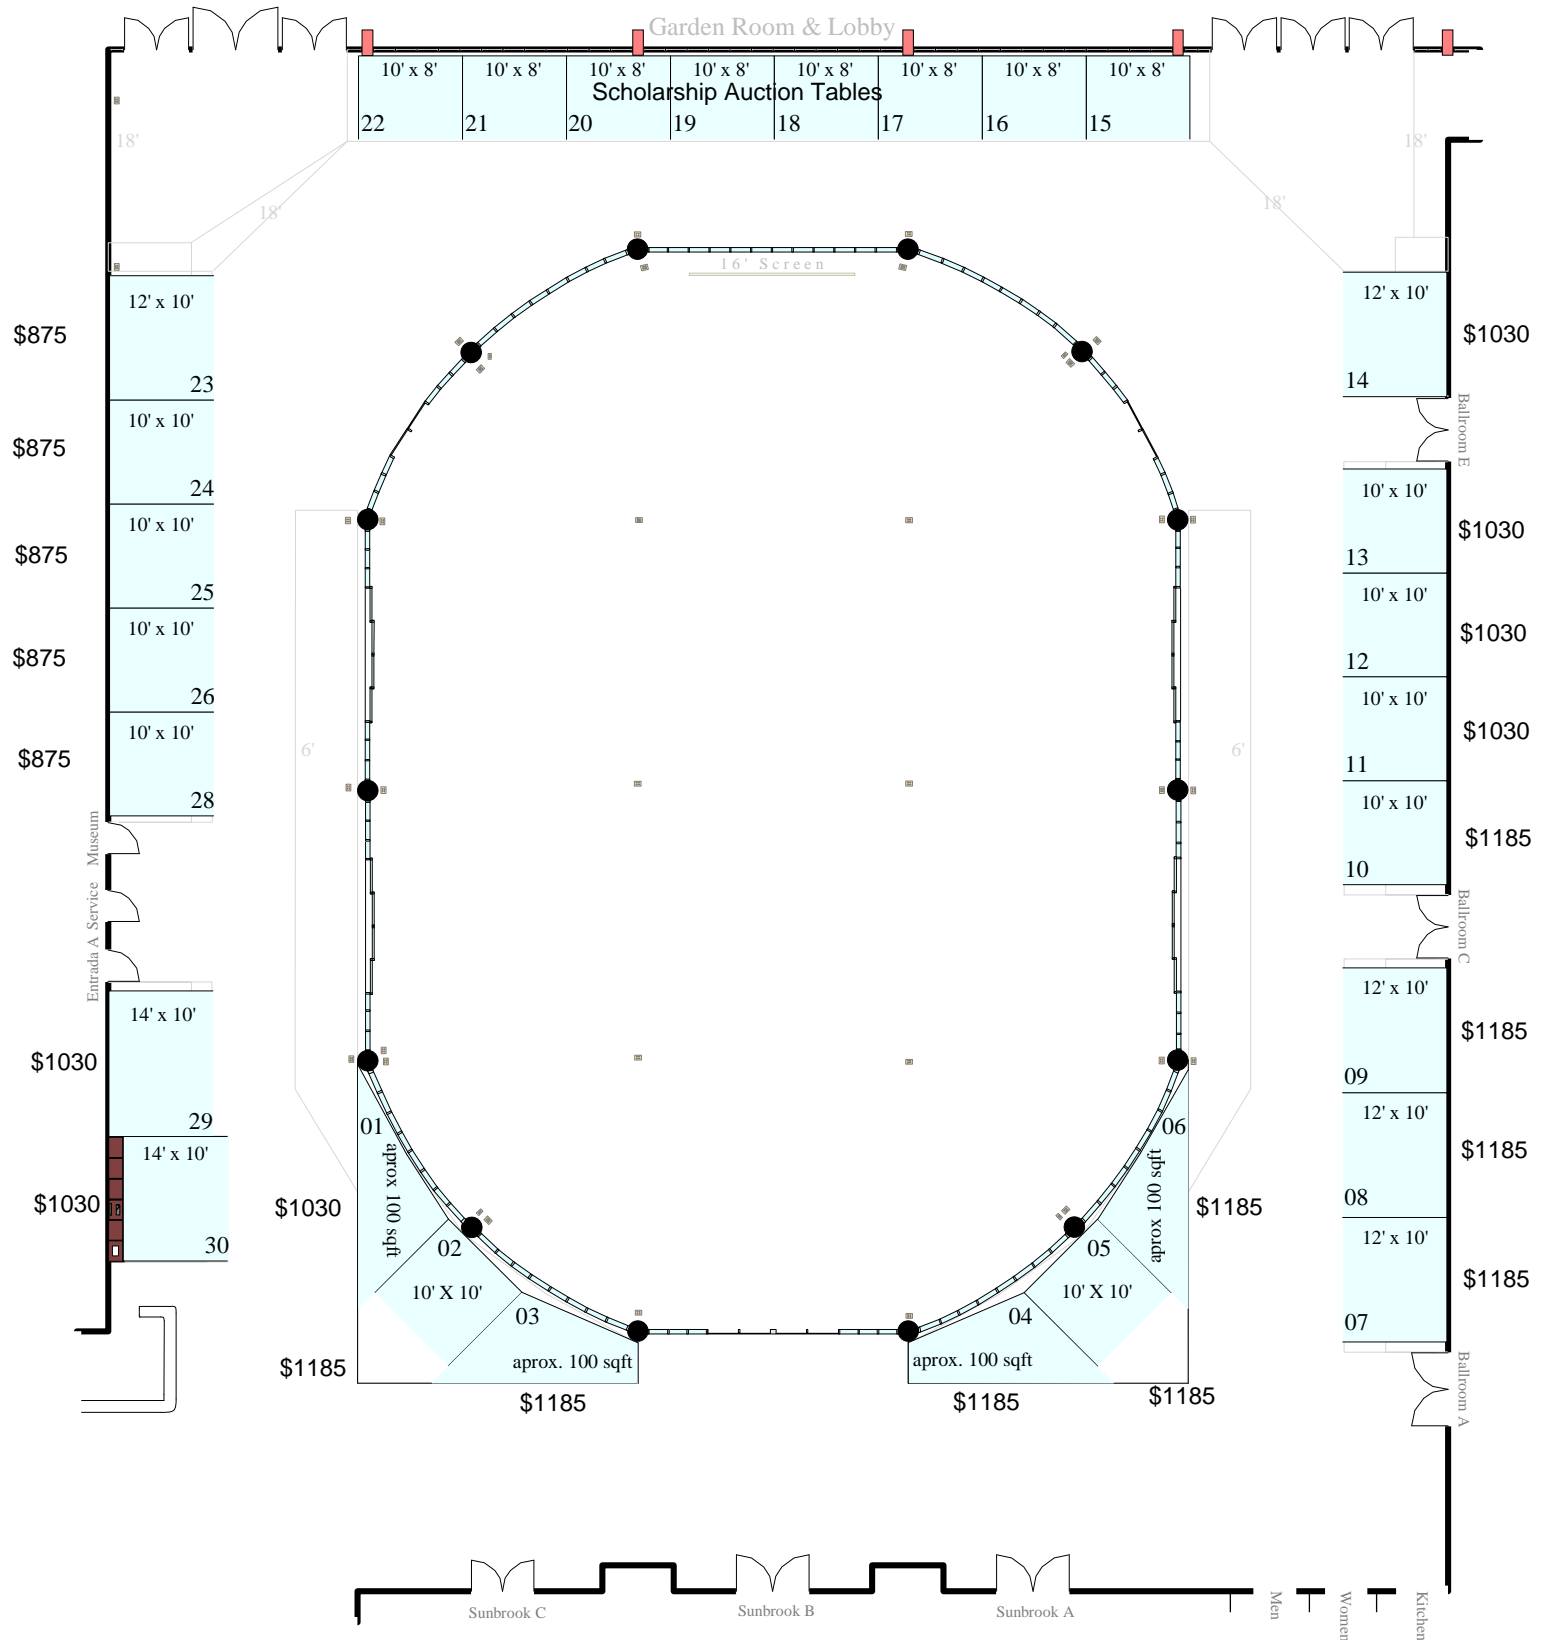 Garden Room & Lobby
10' x 8' 10' x 8' 10' x 8' 10' x 8' 10' x 8' 10' x 8' 10' x 8' 10' x 8'
Scholarship Auction Tables
22 21 20 19 18 17 16 15
18' 18'
18' 18'
16' Screen
12' x 10'
$875
23
10' x 10'
$875
24
10' x 10'
$875
25
10' x 10'
$875
26
10' x 10'
$875
28
Museum
Entrada A Service
14' x 10'
$1030
29
14' x 10'
$1030
30
12' x 10'
$1030
14
Ballroom E
10' x 10'
$1030
13
10' x 10'
$1030
12
10' x 10'
$1030
11
10' x 10'
$1185
10
Ballroom C
12' x 10'
$1185
09
12' x 10'
$1185
08
12' x 10'
$1185
07
Ballroom A
6' 6'
01
aprox 100 sqft
$1030
02
10' X 10'
$1185
03
aprox. 100 sqft
$1185
06
aprox 100 sqft
$1185
05
10' X 10'
$1185
04
aprox. 100 sqft
$1185
Sunbrook C Sunbrook B Sunbrook A
Men
Women
Kitchen